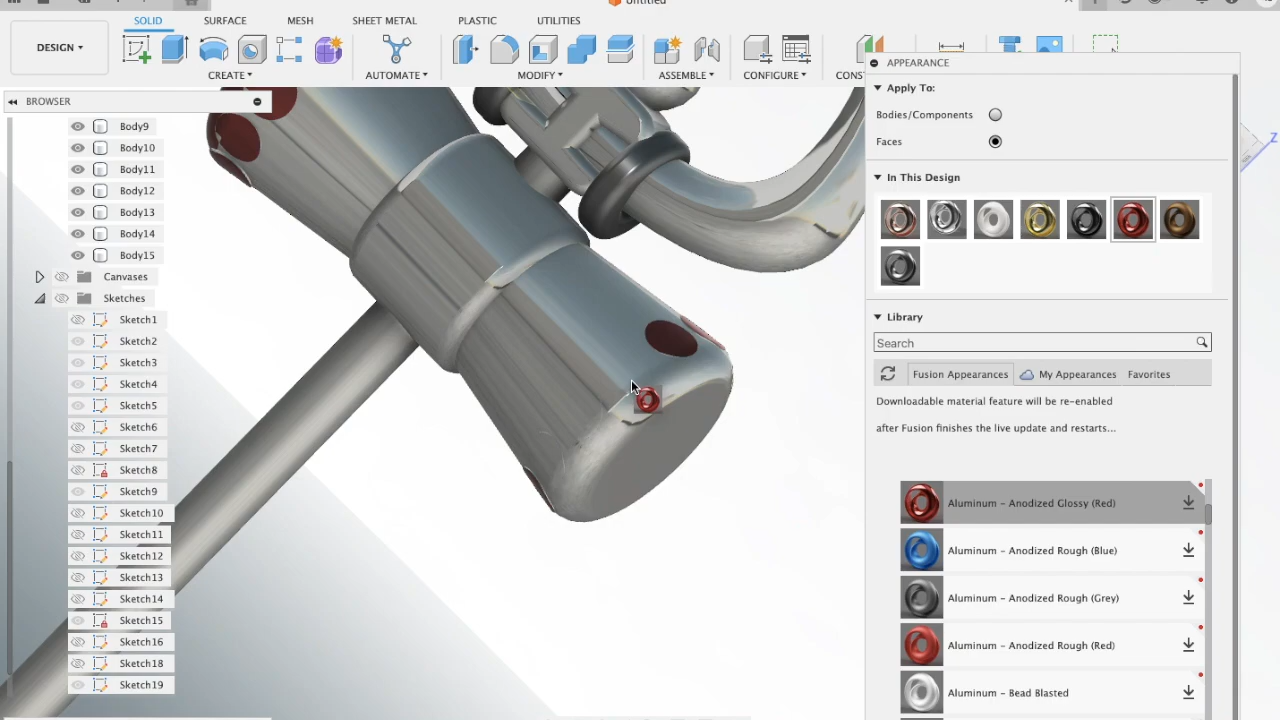 Untitled
SOLID SURFACE MESH SHEET METAL PLASTIC UTILITIES
DESIGN
CREATE AUTOMATE MODIFY ASSEMBLE CONFIGURE CONST
BROWSER
Body9
Body10
Body11
Body12
Body13
Body14
Body15
Canvases
Sketches
Sketch1
Sketch2
Sketch3
Sketch4
Sketch5
Sketch6
Sketch7
Sketch8
Sketch9
Sketch10
Sketch11
Sketch12
Sketch13
Sketch14
Sketch15
Sketch16
Sketch18
Sketch19
Z
APPEARANCE
Apply To:
Bodies/Components
Faces
In This Design
Library
Search
Fusion Appearances My Appearances Favorites
Downloadable material feature will be re-enabled
after Fusion finishes the live update and restarts...
Aluminum - Anodized Glossy (Red)
Aluminum - Anodized Rough (Blue)
Aluminum - Anodized Rough (Grey)
Aluminum - Anodized Rough (Red)
Aluminum - Bead Blasted